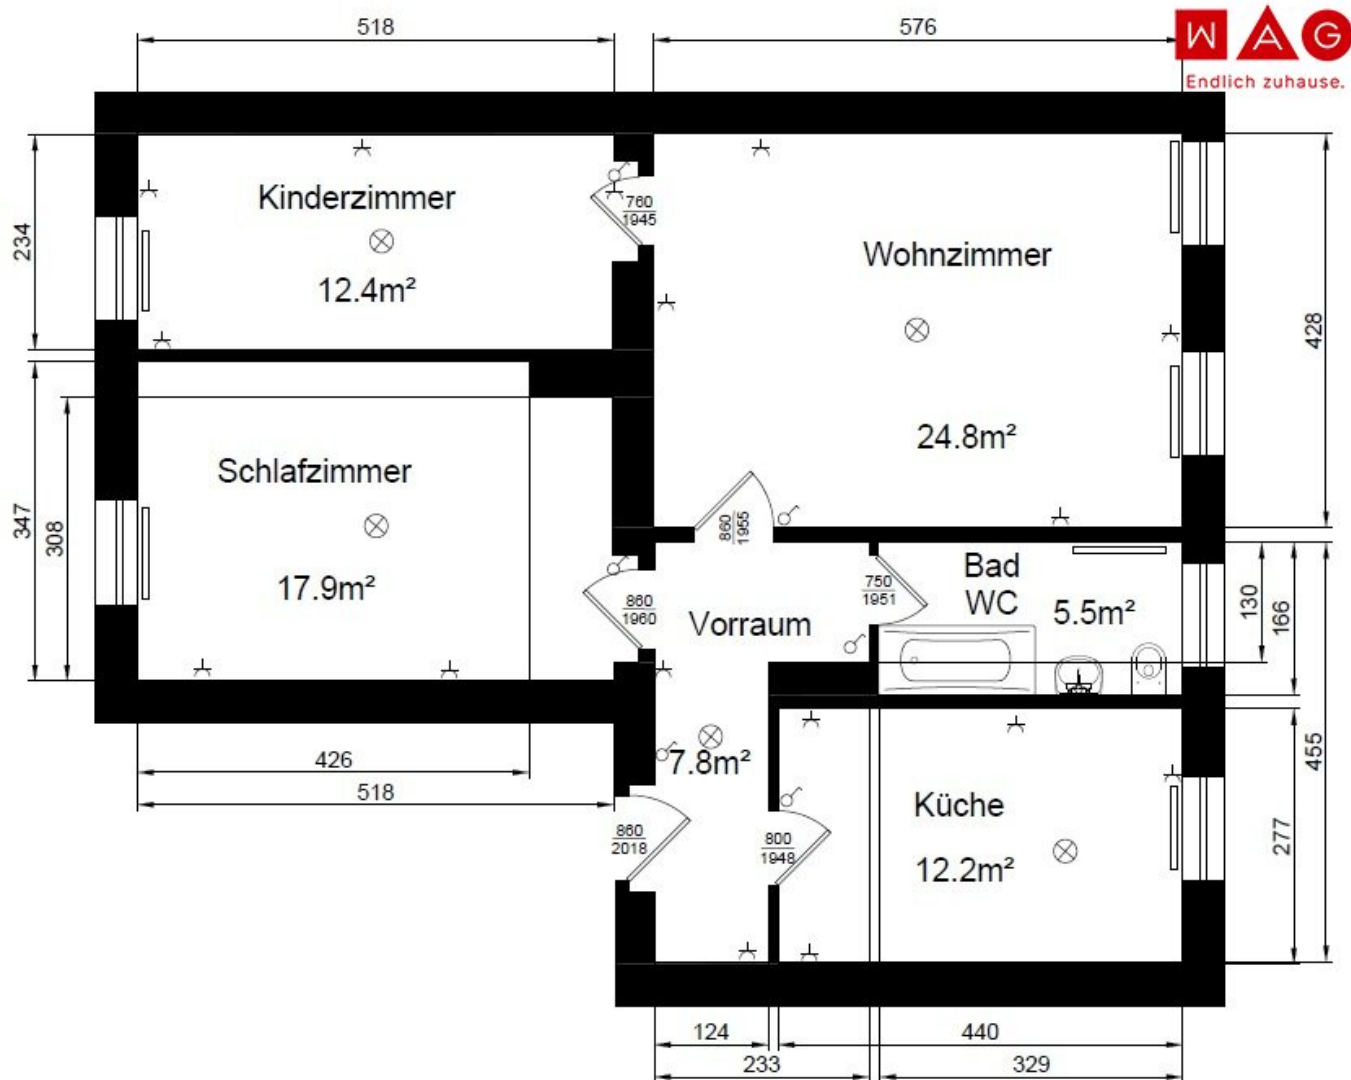 518
576
WAG
Endlich zuhause.
Kinderzimmer
12.4m²
760
1945
234
Wohnzimmer
24.8m²
428
Schlafzimmer
17.9m²
347
308
860
1955
860
1960
Vorraum
7.8m²
750
1951
Bad
WC
5.5m²
130
166
455
426
518
860
2018
800
1948
Küche
12.2m²
277
124
440
233
329